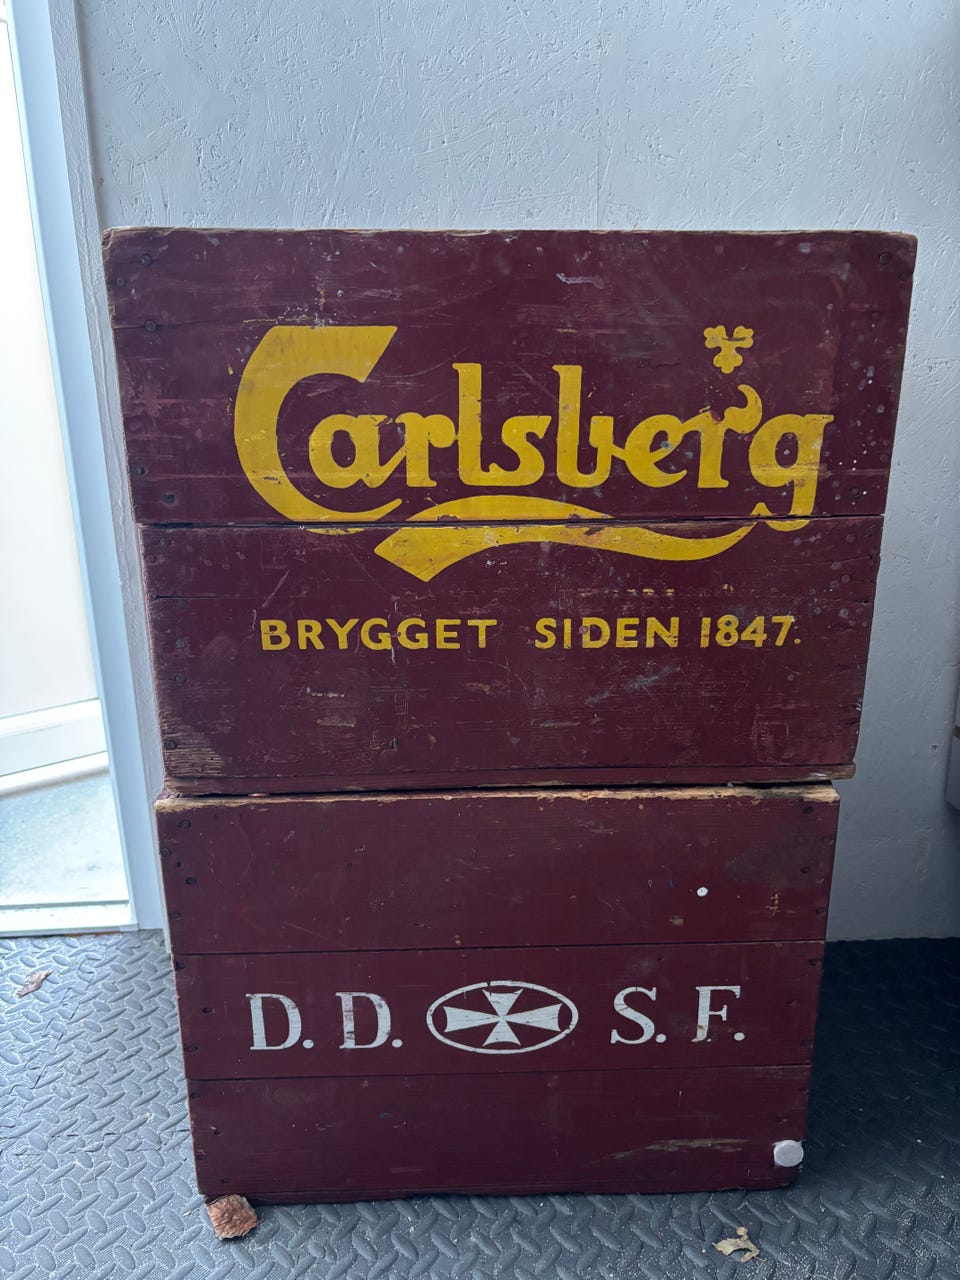 Carlsberg
BRYGGET SIDEN 1847.
D. D. S. F.